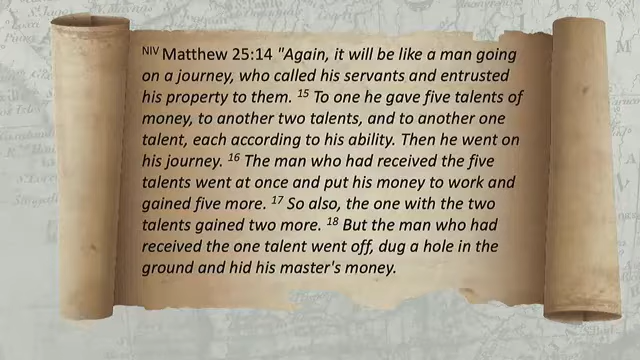 NIV Matthew 25:14 "Again, it will be like a man going
on a journey, who called his servants and entrusted
his property to them. 15 To one he gave five talents of
money, to another two talents, and to another one
talent, each according to his ability. Then he went on
his journey. 16 The man who had received the five
talents went at once and put his money to work and
gained five more. 17 So also, the one with the two
talents gained two more. 18 But the man who had
received the one talent went off, dug a hole in the
ground and hid his master's money.